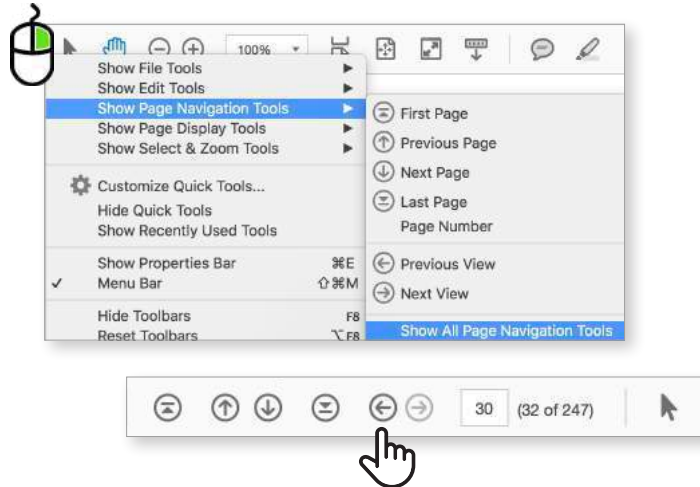 100%
Show File Tools
Show Edit Tools
Show Page Navigation Tools
Show Page Display Tools
Show Select & Zoom Tools
Customize Quick Tools...
Hide Quick Tools
Show Recently Used Tools
Show Properties Bar ⌘E
✓ Menu Bar ⇧⌘M
Hide Toolbars F8
Reset Toolbars ⌥F8
First Page
Previous Page
Next Page
Last Page
Page Number
Previous View
Next View
Show All Page Navigation Tools
30 (32 of 247)